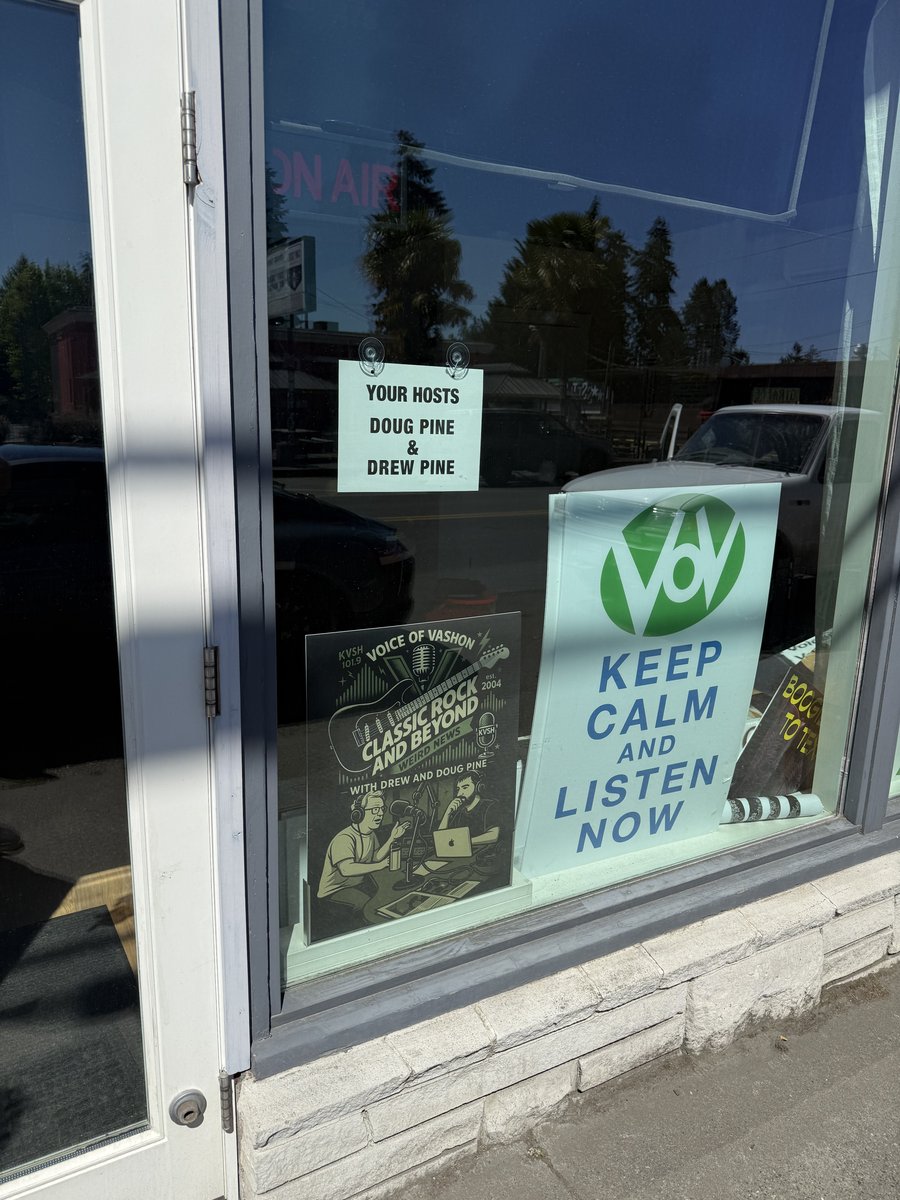 ON AIR
YOUR HOSTS
DOUG PINE
&
DREW PINE
VOV
KEEP
CALM
AND
LISTEN
NOW
KVSH
101.9
VOICE OF VASHON
est.
2004
CLASSIC ROCK
AND BEYOND
WEIRD NEWS
KVSH
WITH DREW AND DOUG PINE